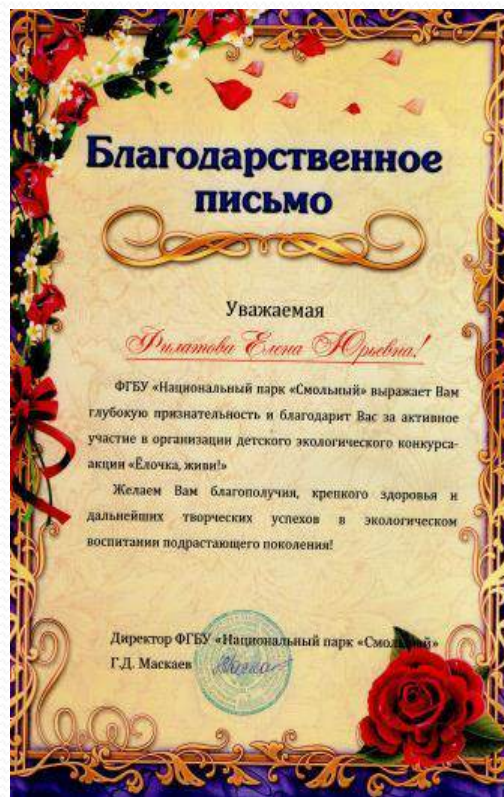 Благодарственное
письмо
Уважаемая
Филатова Елена Юрьевна!
ФГБУ «Национальный парк «Смольный» выражает Вам
глубокую признательность и благодарит Вас за активное
участие в организации детского экологического конкурса-
акции «Ёлочка, живи!»
Желаем Вам благополучия, крепкого здоровья и
дальнейших творческих успехов в экологическом
воспитании подрастающего поколения!
Директор ФГБУ «Национальный парк «Смольный»
Г.Д. Маскаев